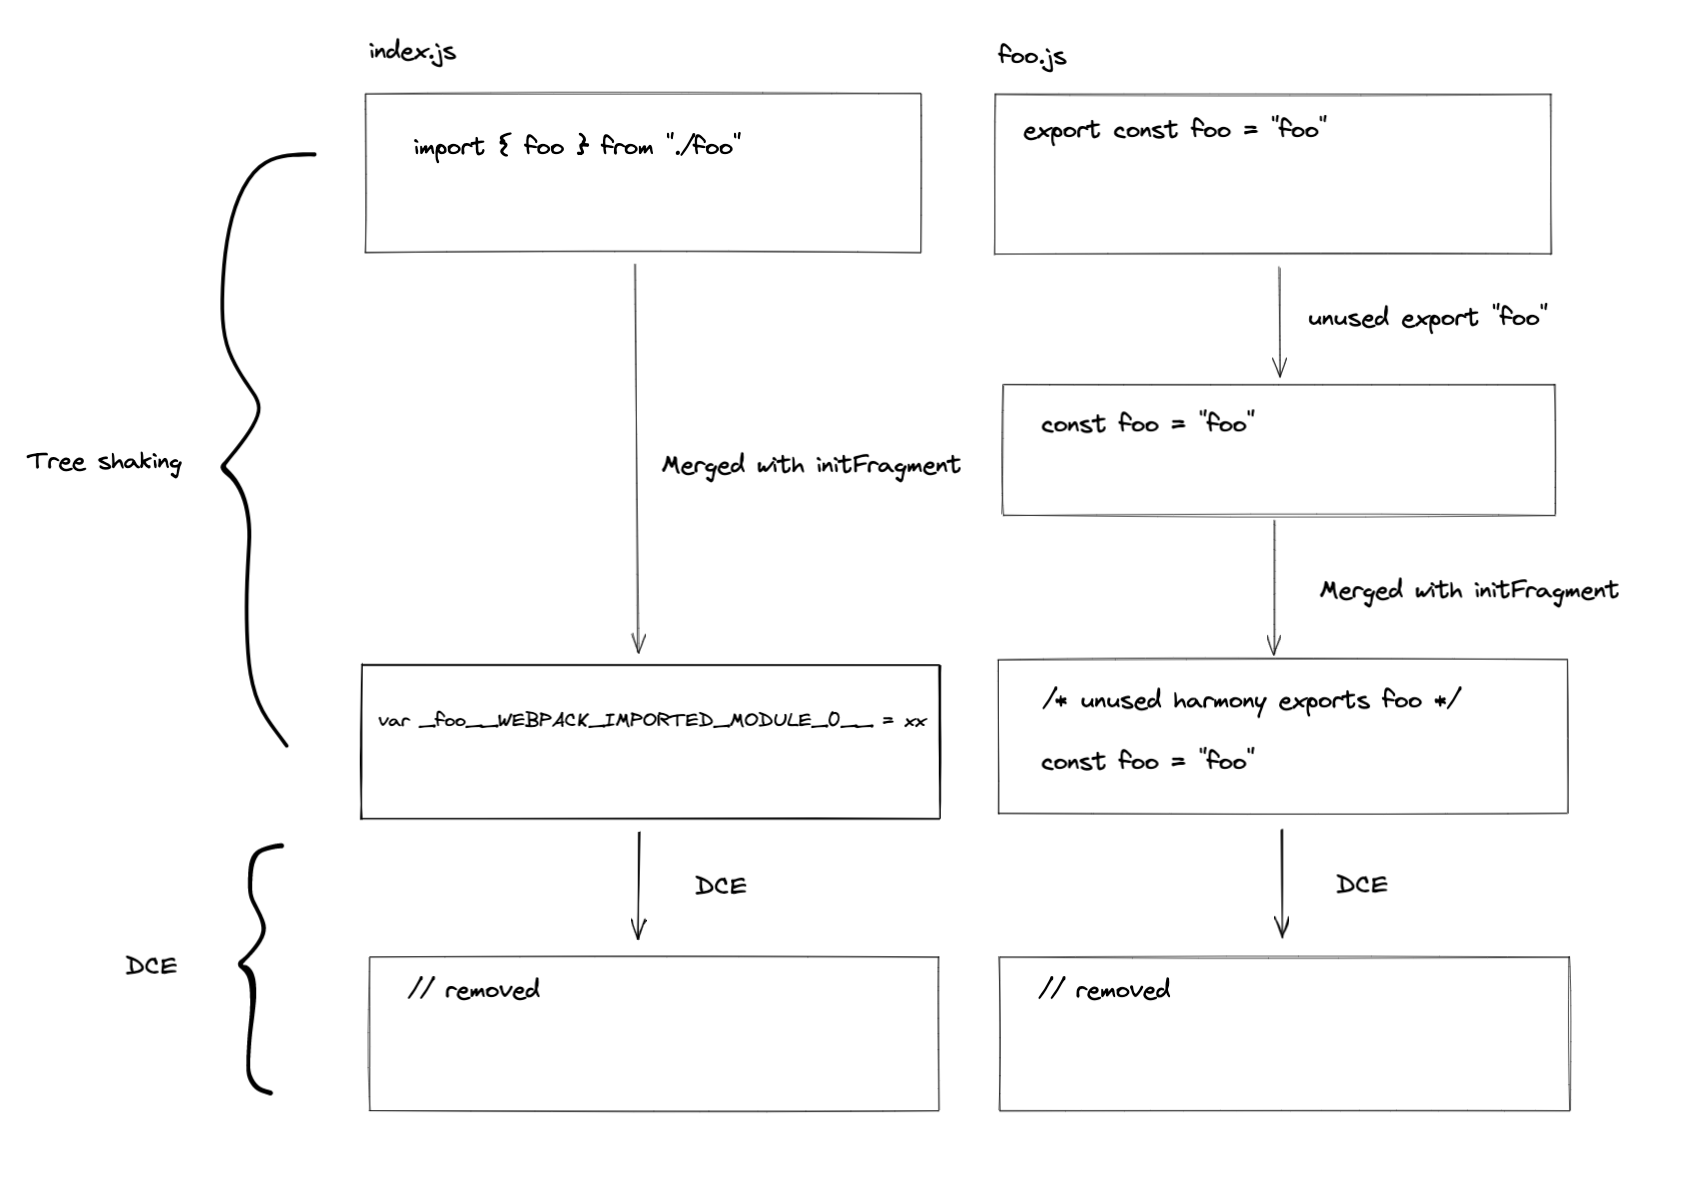 index.js
foo.js
import { foo } from "./foo"
export const foo = "foo"
unused export "foo"
const foo = "foo"
Tree shaking
Merged with initFragment
Merged with initFragment
/* unused harmony exports foo */
var _foo__WEBPACK_IMPORTED_MODULE_0__ = xx
const foo = "foo"
DCE
DCE
DCE
// removed
// removed